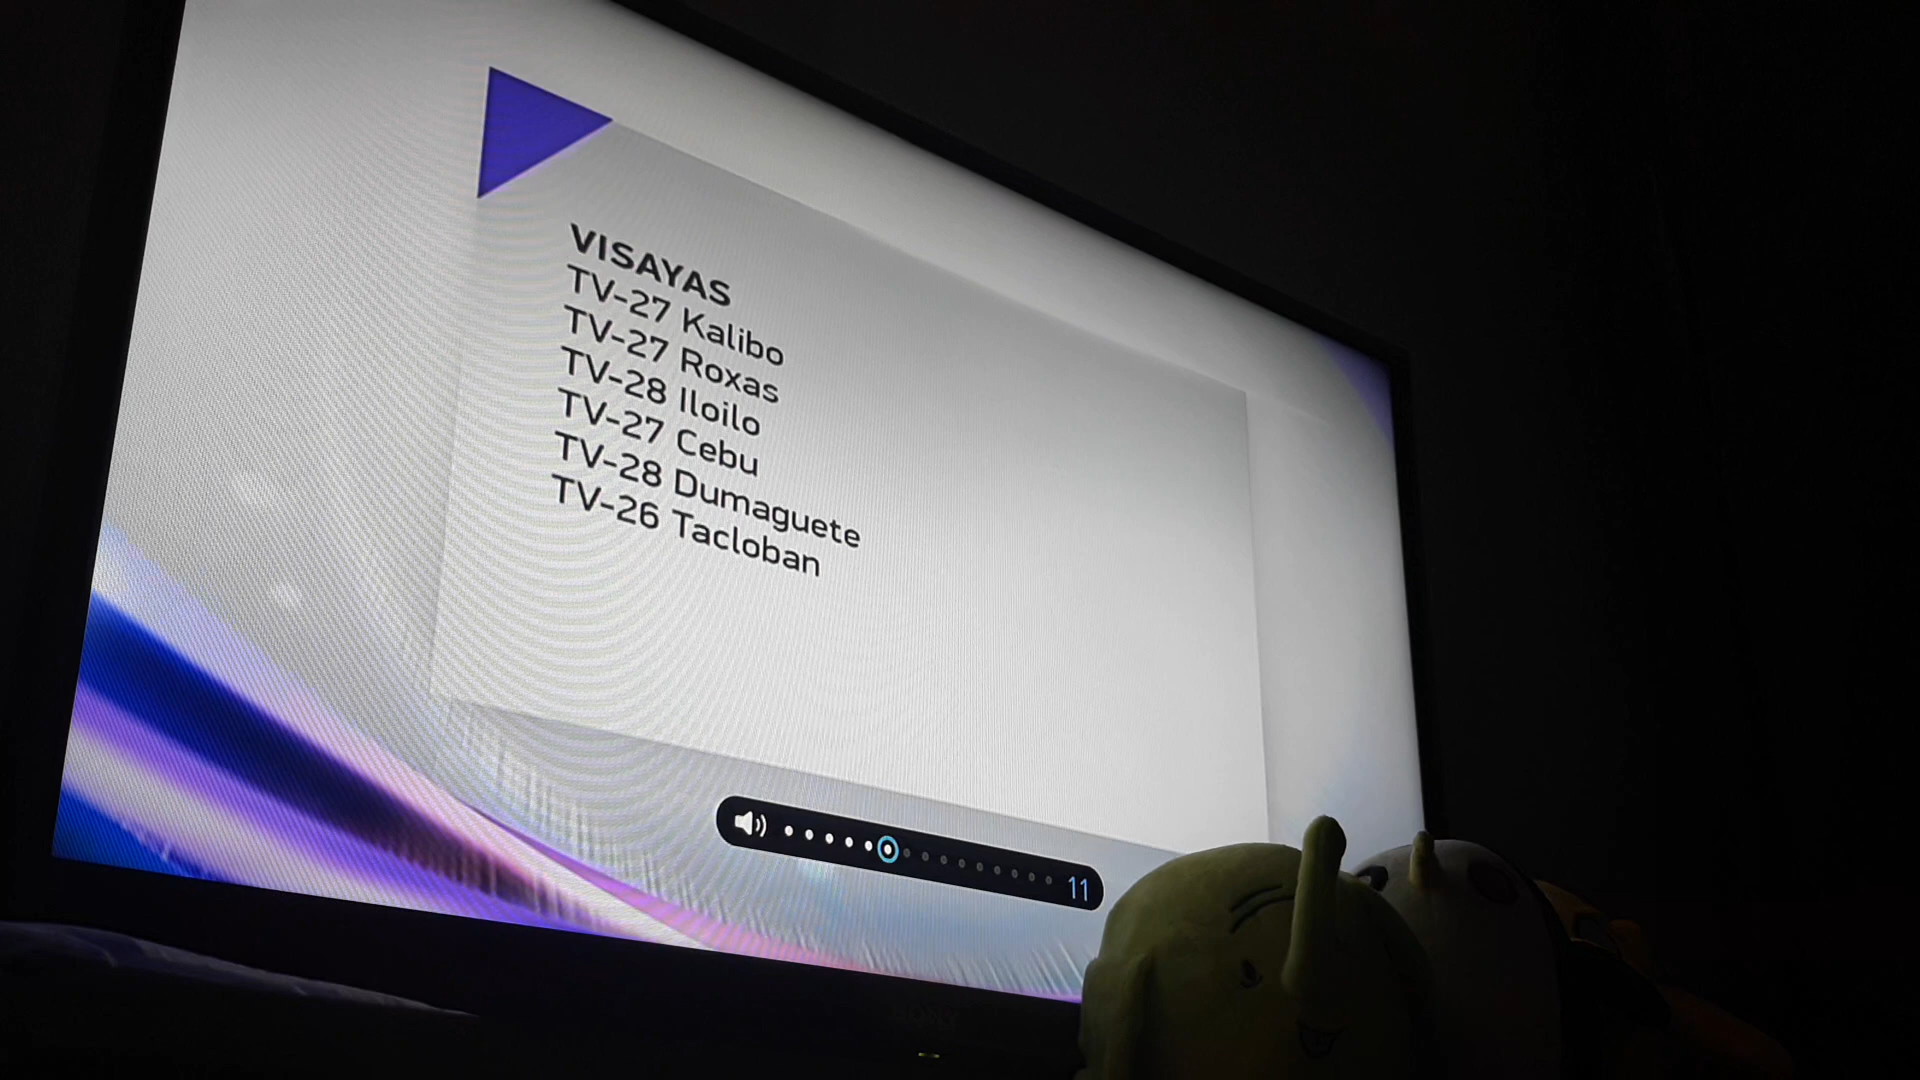 VISAYAS
TV-27 Kalibo
TV-27 Roxas
TV-28 Iloilo
TV-27 Cebu
TV-28 Dumaguete
TV-26 Tacloban
11
SONY